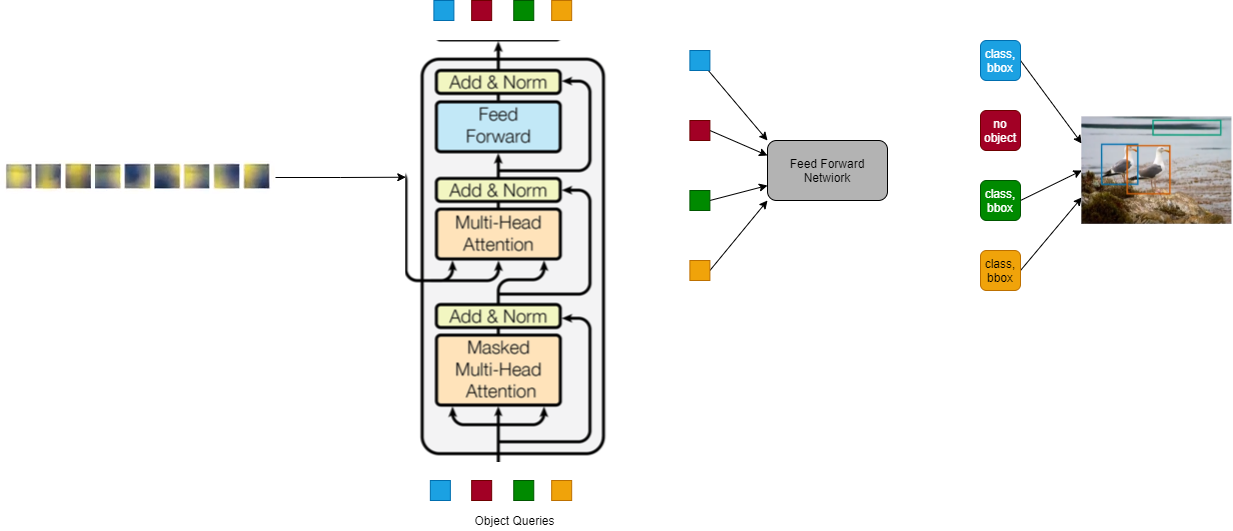 Add & Norm
Feed
Forward
Add & Norm
Multi-Head
Attention
Add & Norm
Masked
Multi-Head
Attention
Object Queries
Feed Forward
Network
class,
bbox
no
object
class,
bbox
class,
bbox